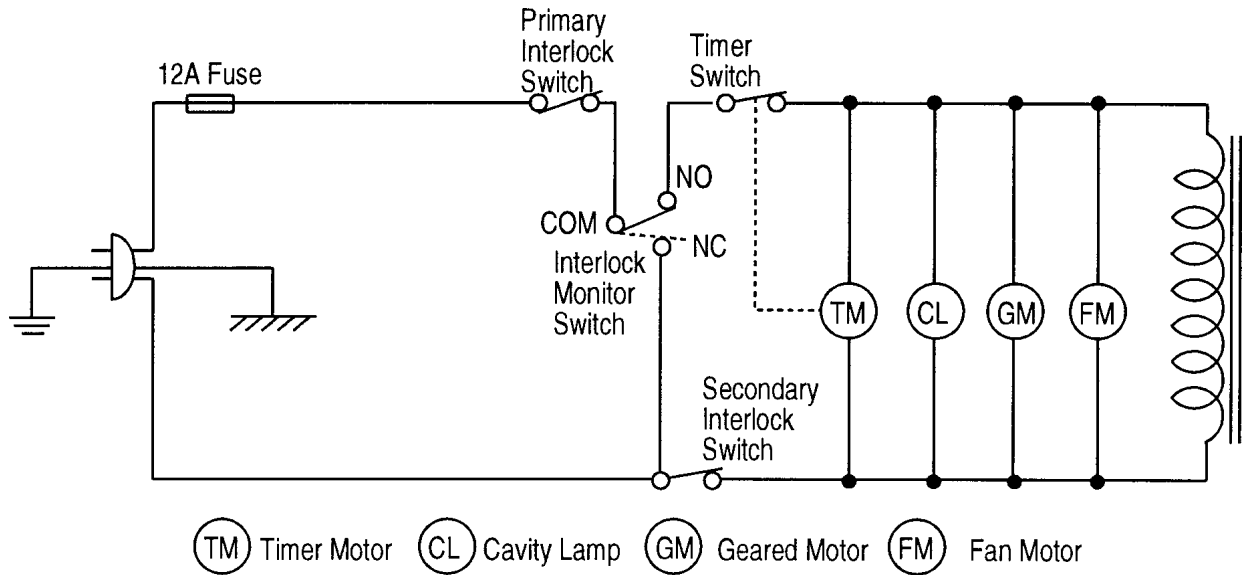 Primary
Interlock
Switch
Timer
Switch
12A Fuse
NO
COM
NC
Interlock
Monitor
Switch
TM
CL
GM
FM
Secondary
Interlock
Switch
TM Timer Motor CL Cavity Lamp GM Geared Motor FM Fan Motor